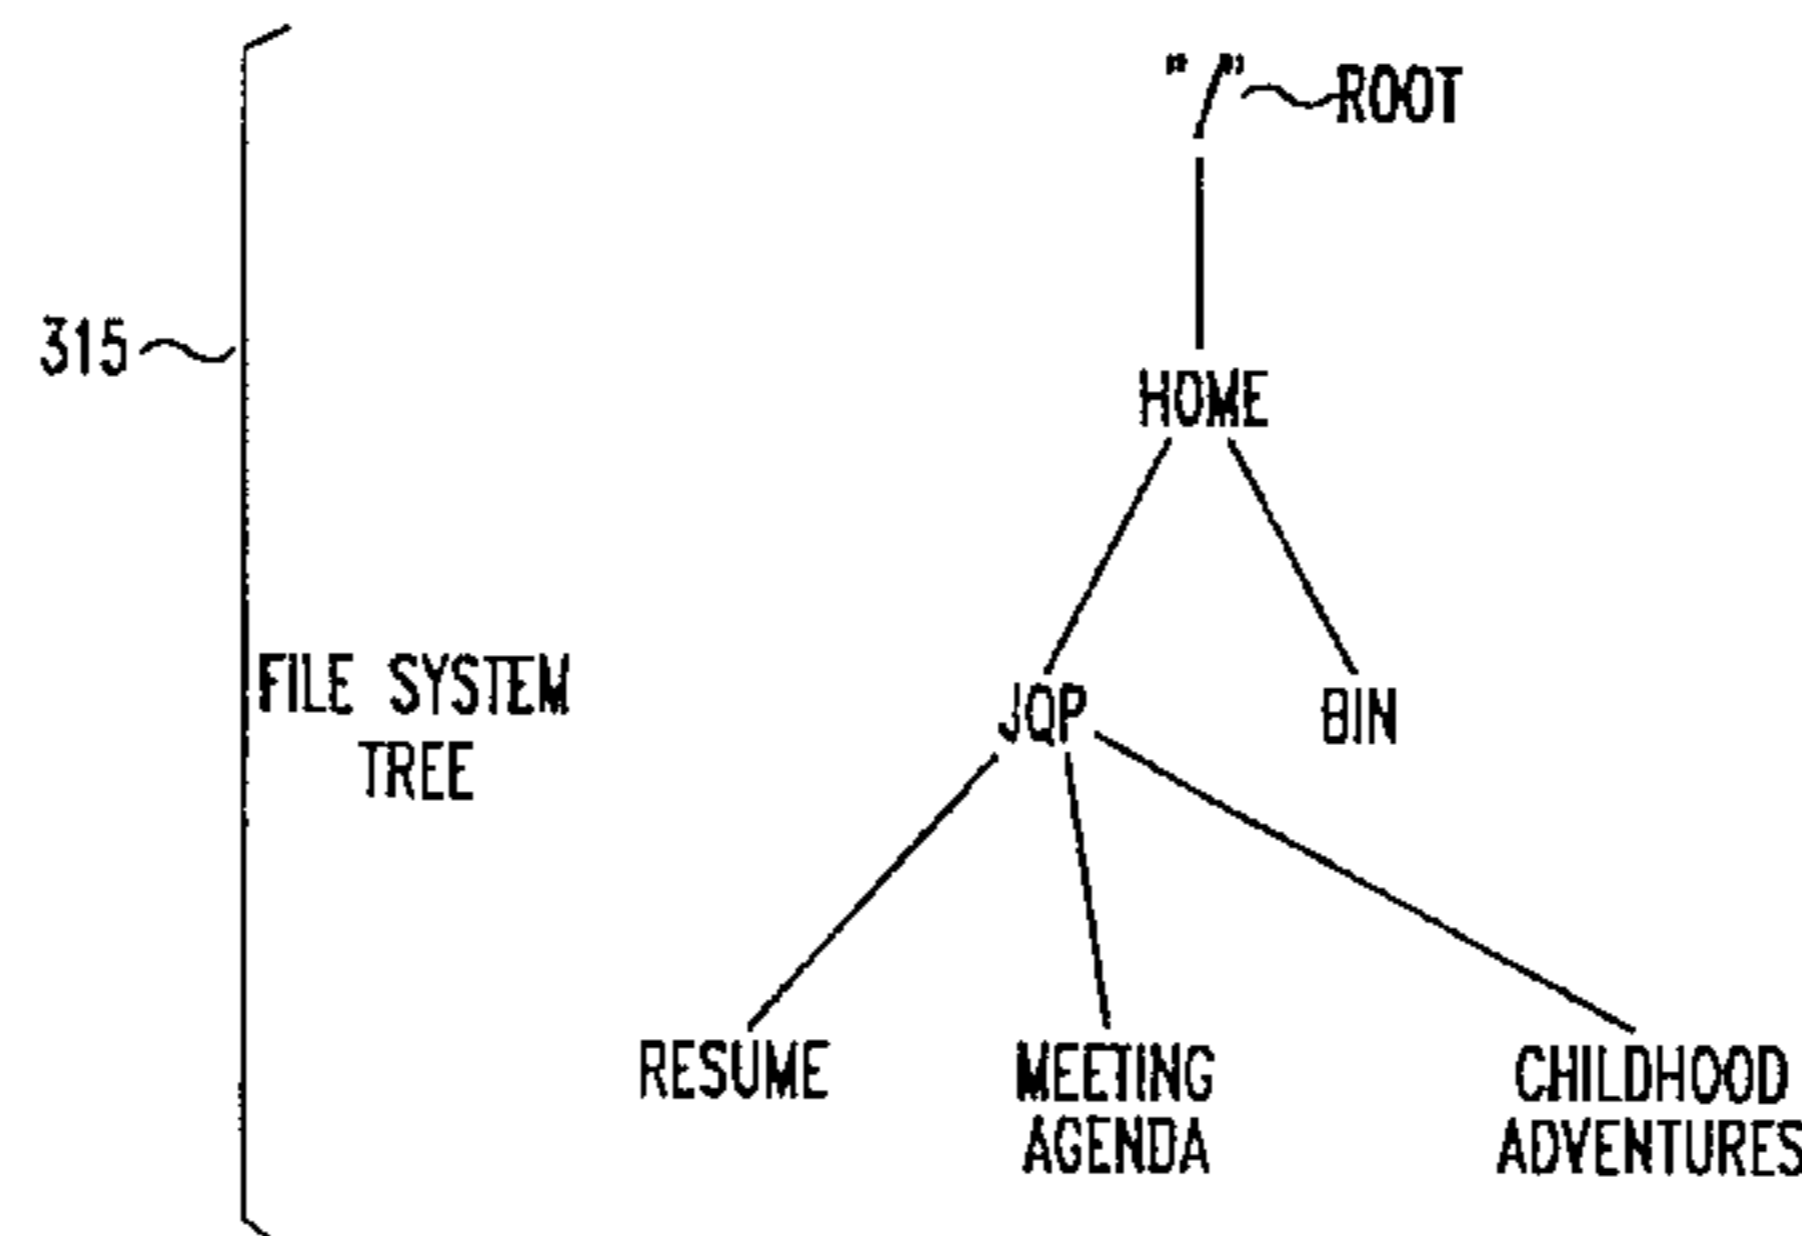 "/" ROOT
315
HOME
FILE SYSTEM
TREE
JQP
BIN
RESUME
MEETING
AGENDA
CHILDHOOD
ADVENTURES